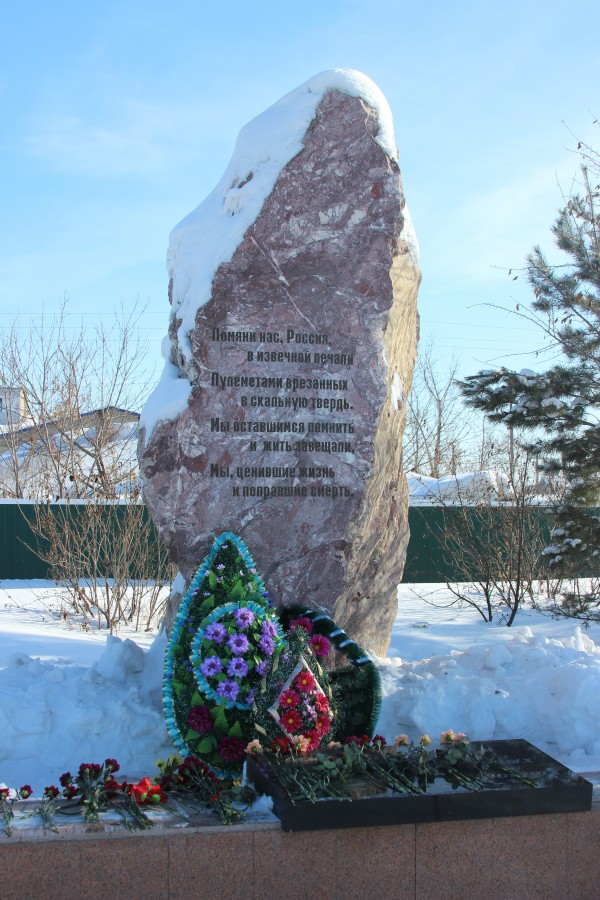 Помяни нас, Россия,
в извечной печали
Пулеметами врезанных
в скальную твердь.
Мы оставшимся помнить
и жить завещали,
Мы, ценившие жизнь
и поправшие смерть.